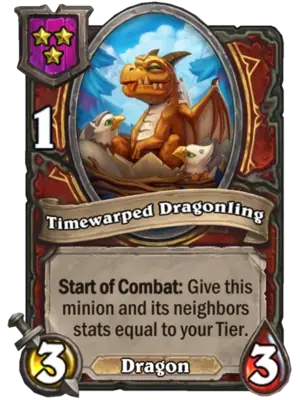 1
Timewarped Dragonling
Start of Combat: Give this
minion and its neighbors
stats equal to your Tier.
3
Dragon
3